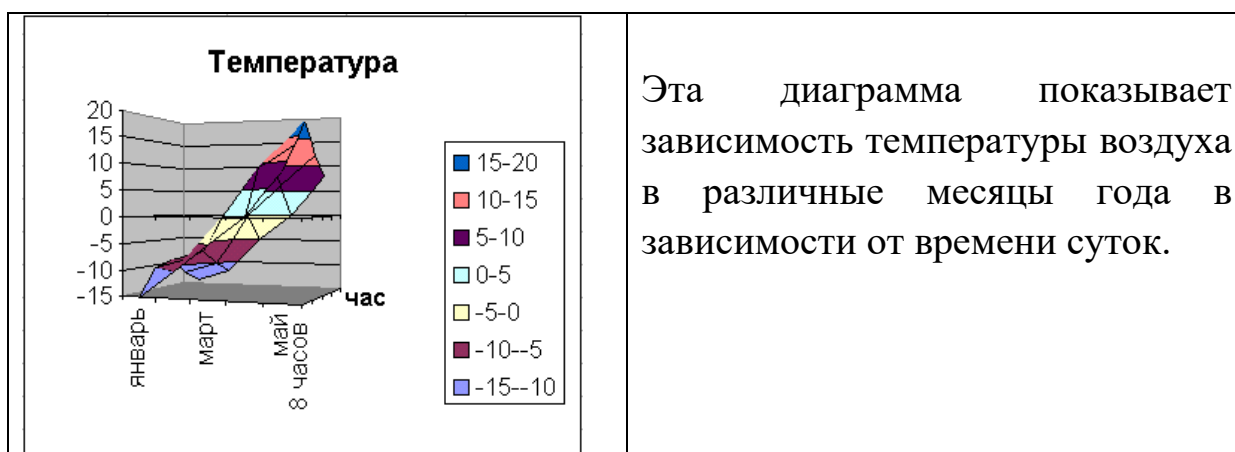 Температура
20
15
10
5
0
-5
-10
-15
январь
март
май
8 часов
час
15-20
10-15
5-10
0-5
-5-0
-10--5
-15--10
Эта диаграмма показывает
зависимость температуры воздуха
в различные месяцы года в
зависимости от времени суток.